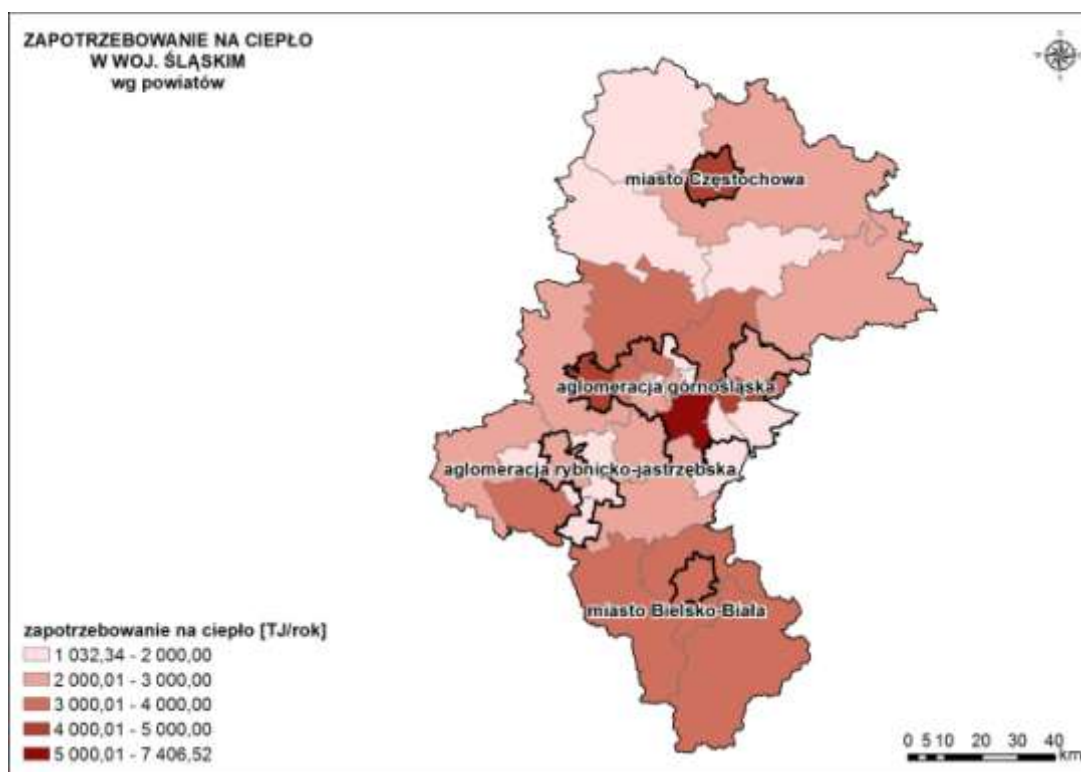 ZAPOTRZEBOWANIE NA CIEPŁO
W WOJ. ŚLĄSKIM
wg powiatów
miasto Częstochowa
aglomeracja górnośląska
aglomeracja rybnicko-jastrzębska
miasto Bielsko-Biała
zapotrzebowanie na ciepło [TJ/rok]
1 032,34 - 2 000,00
2 000,01 - 3 000,00
3 000,01 - 4 000,00
4 000,01 - 5 000,00
5 000,01 - 7 406,52
0 5 10 20 30 40
km